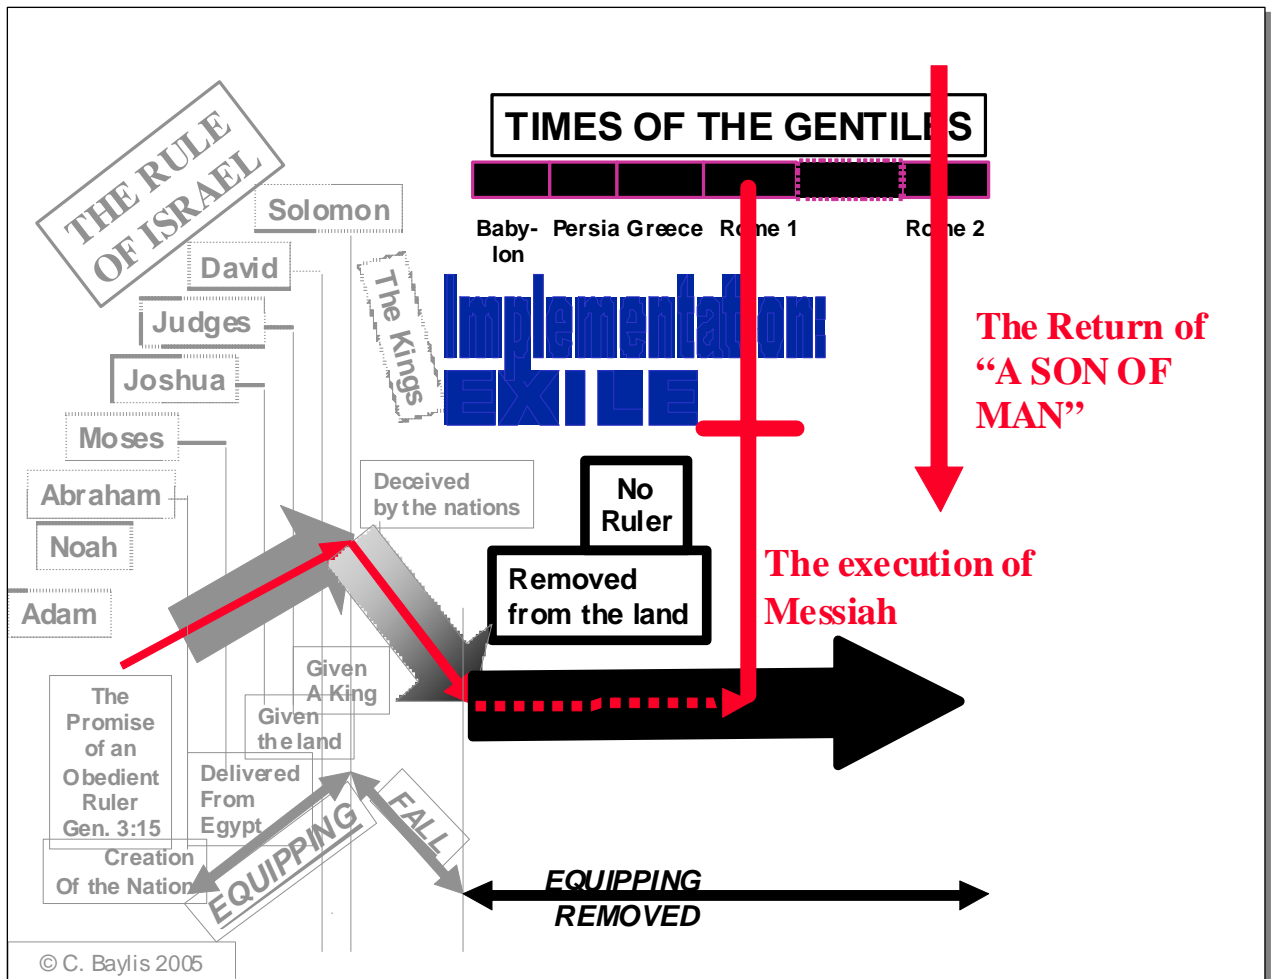 THE RULE
OF ISRAEL
Solomon
David
Judges
Joshua
Moses
Abraham
Noah
Adam
The Kings
TIMES OF THE GENTILES
Baby-
lon
Persia
Greece
Rome 1
Rome 2
Implementation:
EXILE
The Return of
“A SON OF
MAN”
Deceived
by the nations
No
Ruler
Removed
from the land
The execution of
Messiah
The
Promise
of an
Obedient
Ruler
Gen. 3:15
Creation
Of the Nation
Delivered
From
Egypt
Given
the land
Given
A King
EQUIPPING
FALL
EQUIPPING
REMOVED
© C. Baylis 2005